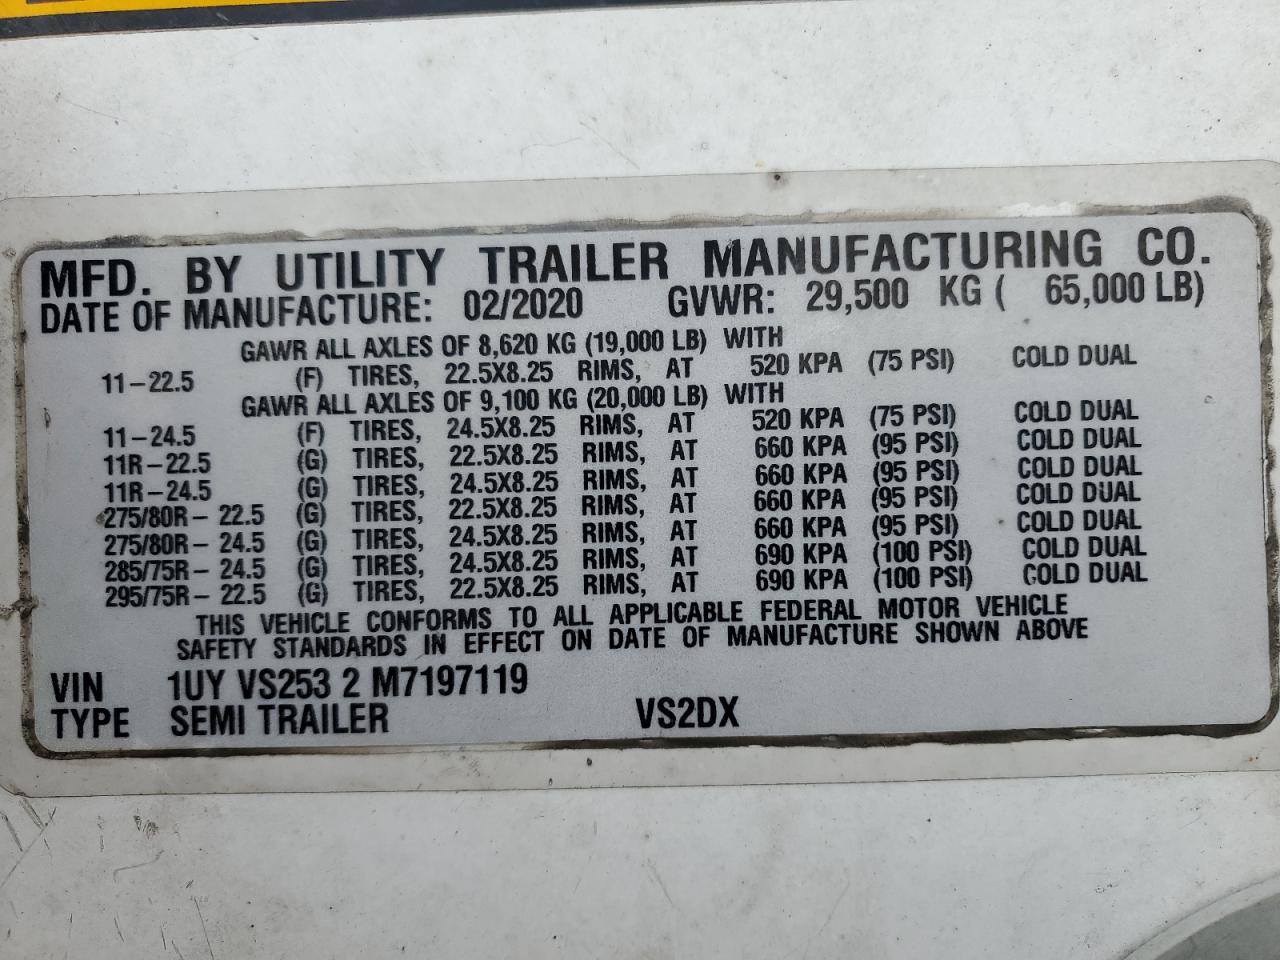 MFD. BY UTILITY TRAILER MANUFACTURING CO.
DATE OF MANUFACTURE: 02/2020 GVWR: 29,500 KG ( 65,000 LB)
GAWR ALL AXLES OF 8,620 KG (19,000 LB) WITH
11-22.5 (F) TIRES, 22.5X8.25 RIMS, AT 520 KPA (75 PSI) COLD DUAL
GAWR ALL AXLES OF 9,100 KG (20,000 LB) WITH
11-24.5 (F) TIRES, 24.5X8.25 RIMS, AT 520 KPA (75 PSI) COLD DUAL
11R-22.5 (G) TIRES, 22.5X8.25 RIMS, AT 660 KPA (95 PSI) COLD DUAL
11R-24.5 (G) TIRES, 24.5X8.25 RIMS, AT 660 KPA (95 PSI) COLD DUAL
275/80R- 22.5 (G) TIRES, 22.5X8.25 RIMS, AT 660 KPA (95 PSI) COLD DUAL
275/80R- 24.5 (G) TIRES, 24.5X8.25 RIMS, AT 660 KPA (95 PSI) COLD DUAL
285/75R- 24.5 (G) TIRES, 24.5X8.25 RIMS, AT 690 KPA (100 PSI) COLD DUAL
295/75R- 22.5 (G) TIRES, 22.5X8.25 RIMS, AT 690 KPA (100 PSI) COLD DUAL
THIS VEHICLE CONFORMS TO ALL APPLICABLE FEDERAL MOTOR VEHICLE
SAFETY STANDARDS IN EFFECT ON DATE OF MANUFACTURE SHOWN ABOVE
VIN 1UY VS253 2 M7197119
TYPE SEMI TRAILER VS2DX